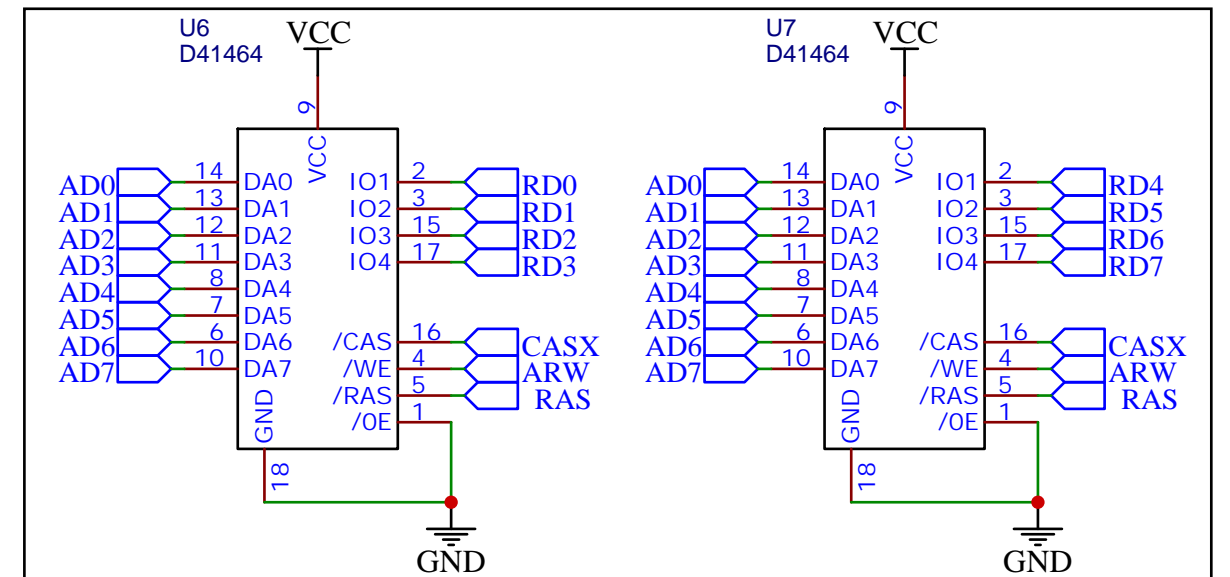 U6
D41464
VCC
9
VCC
AD0 14 DA0 IO1 2 RD0
AD1 13 DA1 IO2 3 RD1
AD2 12 DA2 IO3 15 RD2
AD3 11 DA3 IO4 17 RD3
AD4 8 DA4
AD5 7 DA5
AD6 6 DA6 /CAS 16 CASX
AD7 10 DA7 /WE 4 ARW
/RAS 5 RAS
/OE 1
GND
18
GND
U7
D41464
VCC
9
VCC
AD0 14 DA0 IO1 2 RD4
AD1 13 DA1 IO2 3 RD5
AD2 12 DA2 IO3 15 RD6
AD3 11 DA3 IO4 17 RD7
AD4 8 DA4
AD5 7 DA5
AD6 6 DA6 /CAS 16 CASX
AD7 10 DA7 /WE 4 ARW
/RAS 5 RAS
/OE 1
GND
18
GND